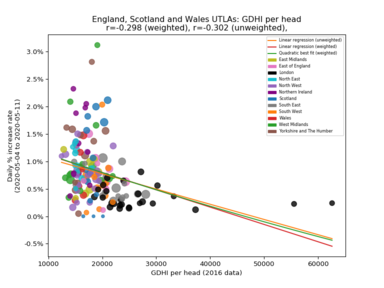 England, Scotland and Wales UTLAs: GDHI per head
r=-0.298 (weighted), r=-0.302 (unweighted),
Daily % increase rate
(2020-05-04 to 2020-05-11)
3.0%
2.5%
2.0%
1.5%
1.0%
0.5%
0.0%
-0.5%
Linear regression (unweighted)
Linear regression (weighted)
Quadratic best fit (weighted)
East Midlands
East of England
London
North East
North West
Northern Ireland
Scotland
South East
South West
Wales
West Midlands
Yorkshire and The Humber
10000
20000
30000
40000
50000
60000
GDHI per head (2016 data)